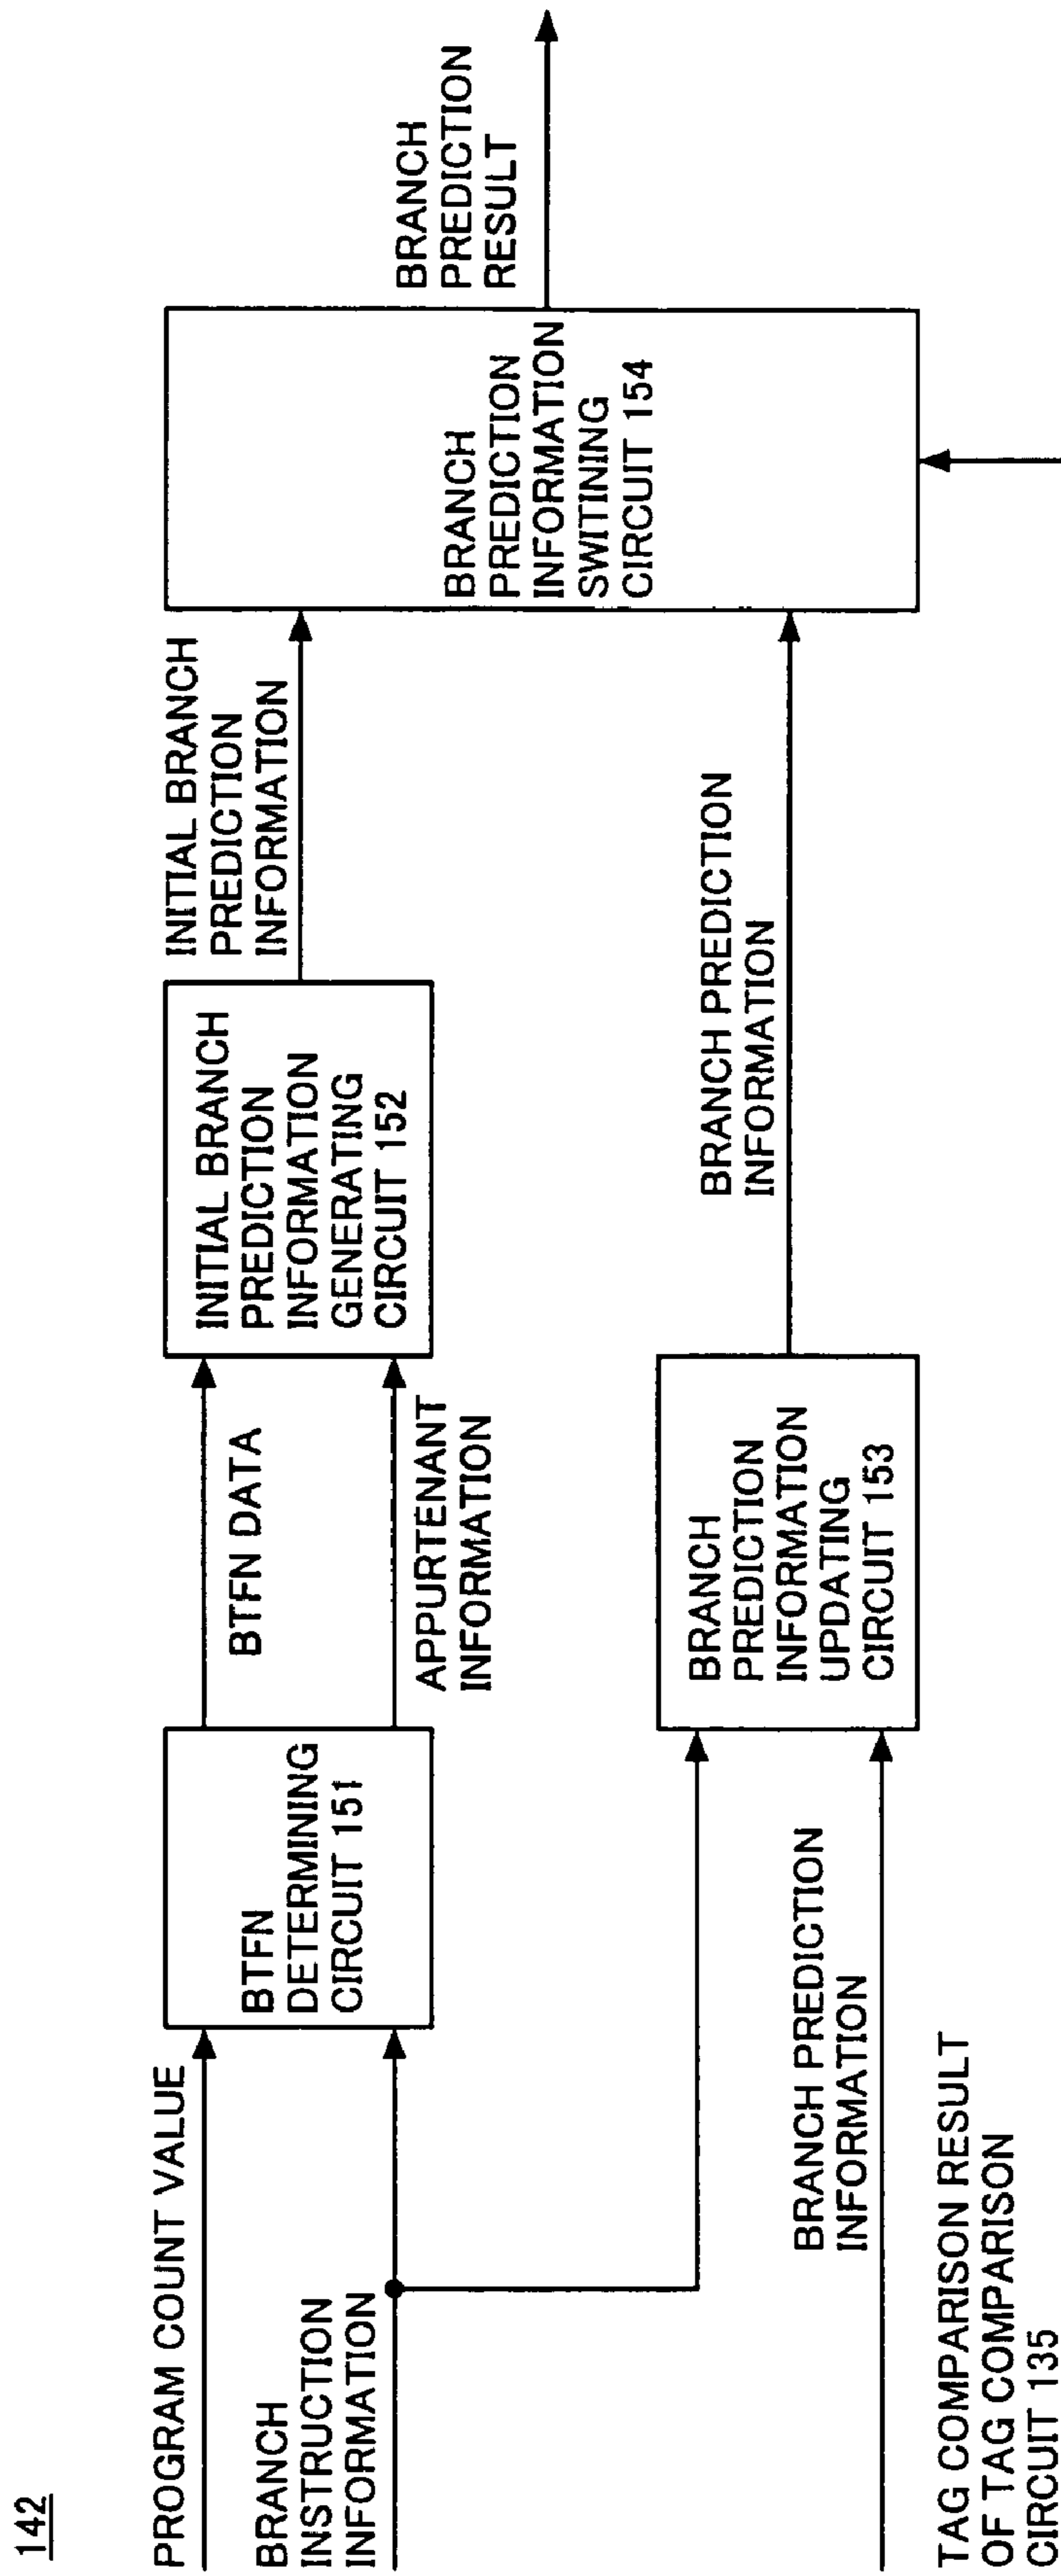 142
PROGRAM COUNT VALUE
BRANCH
INSTRUCTION
INFORMATION
BTFN
DETERMINING
CIRCUIT 151
BTFN DATA
APPURTENANT
INFORMATION
INITIAL BRANCH
PREDICTION
INFORMATION
GENERATING
CIRCUIT 152
INITIAL BRANCH
PREDICTION
INFORMATION
BRANCH PREDICTION
INFORMATION
BRANCH
PREDICTION
INFORMATION
UPDATING
CIRCUIT 153
BRANCH PREDICTION
INFORMATION
BRANCH
PREDICTION
INFORMATION
SWITINING
CIRCUIT 154
BRANCH
PREDICTION
RESULT
TAG COMPARISON RESULT
OF TAG COMPARISON
CIRCUIT 135